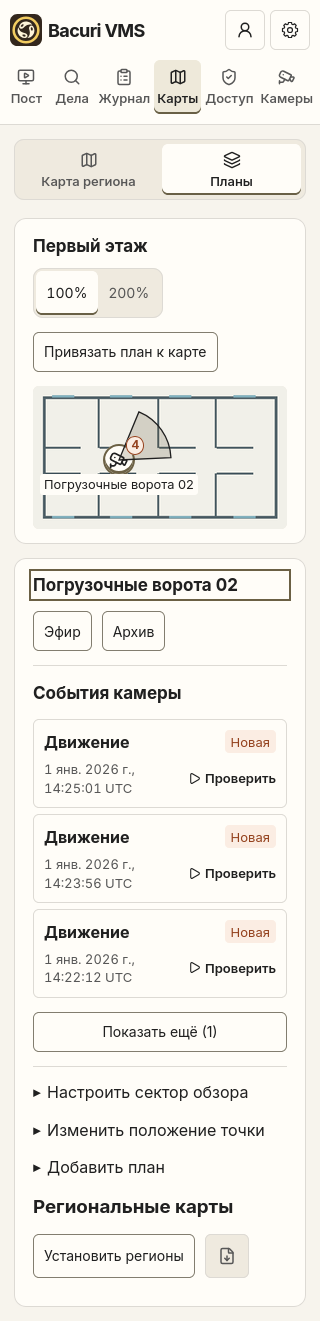 Bacuri VMS
Пост Дела Журнал Карты Доступ Камеры
Карта региона Планы
Первый этаж
100% 200%
Привязать план к карте
4
Погрузочные ворота 02
Погрузочные ворота 02
Эфир Архив
События камеры
Движение Новая
1 янв. 2026 г.,
14:25:01 UTC
Проверить
Движение Новая
1 янв. 2026 г.,
14:23:56 UTC
Проверить
Движение Новая
1 янв. 2026 г.,
14:22:12 UTC
Проверить
Показать ещё (1)
Настроить сектор обзора
Изменить положение точки
Добавить план
Региональные карты
Установить регионы